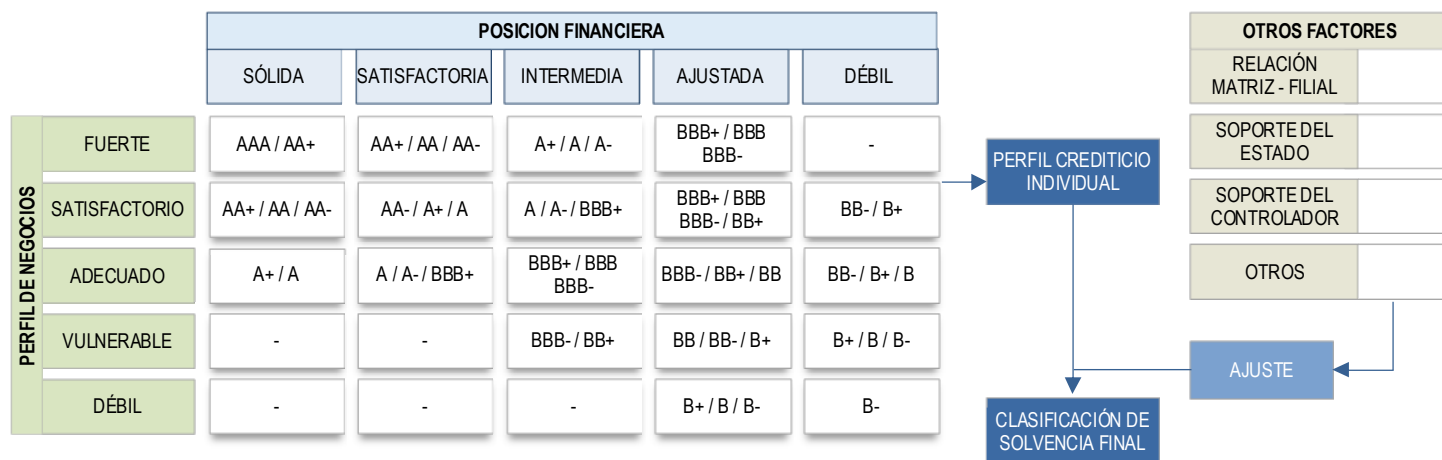 POSICION FINANCIERA
SÓLIDA
SATISFACTORIA
INTERMEDIA
AJUSTADA
DÉBIL
PERFIL DE NEGOCIOS
FUERTE
AAA / AA+
AA+ / AA / AA-
A+ / A / A-
BBB+ / BBB
BBB-
-
SATISFACTORIO
AA+ / AA / AA-
AA- / A+ / A
A / A- / BBB+
BBB+ / BBB
BBB- / BB+
BB- / B+
ADECUADO
A+ / A
A / A- / BBB+
BBB+ / BBB
BBB-
BBB- / BB+ / BB
BB- / B+ / B
VULNERABLE
-
-
BBB- / BB+
BB / BB- / B+
B+ / B / B-
DÉBIL
-
-
-
B+ / B / B-
B-
PERFIL CREDITICIO
INDIVIDUAL
CLASIFICACIÓN DE
SOLVENCIA FINAL
OTROS FACTORES
RELACIÓN
MATRIZ - FILIAL
SOPORTE DEL
ESTADO
SOPORTE DEL
CONTROLADOR
OTROS
AJUSTE